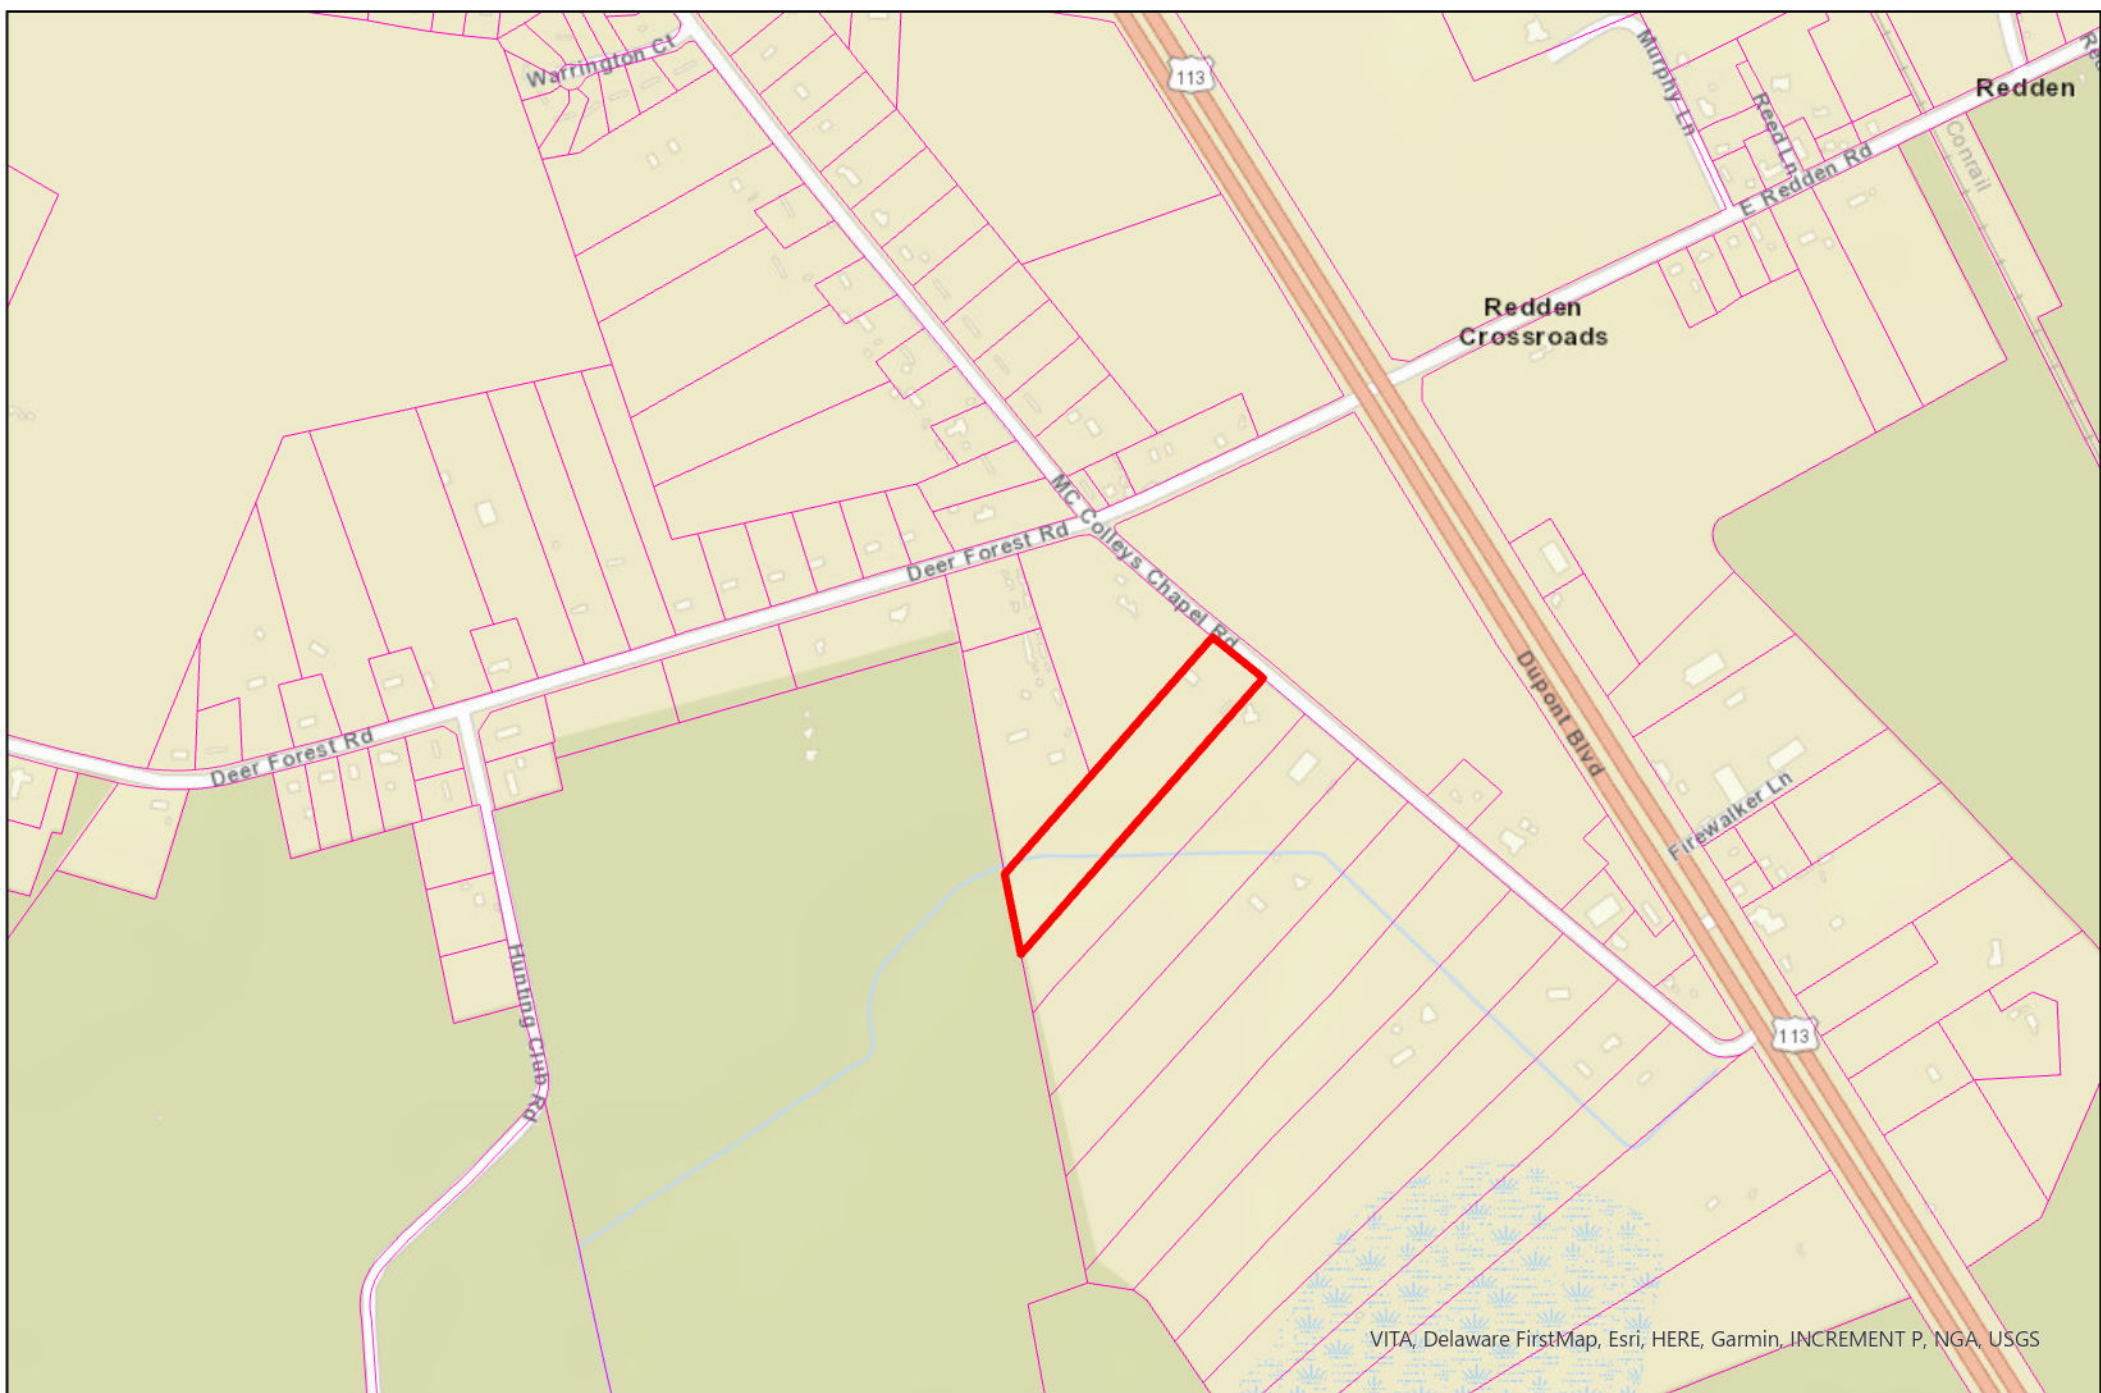 Warrington Ct
113
Murphy Ln
Reed Ln
Redden
Conrail
E Redden Rd
Redden
Crossroads
MC Colleys Chapel Rd
Deer Forest Rd
Dupont Blvd
Deer Forest Rd
Firewalker Ln
Hunting Club Rd
113
VITA, Delaware FirstMap, Esri, HERE, Garmin, INCREMENT P, NGA, USGS